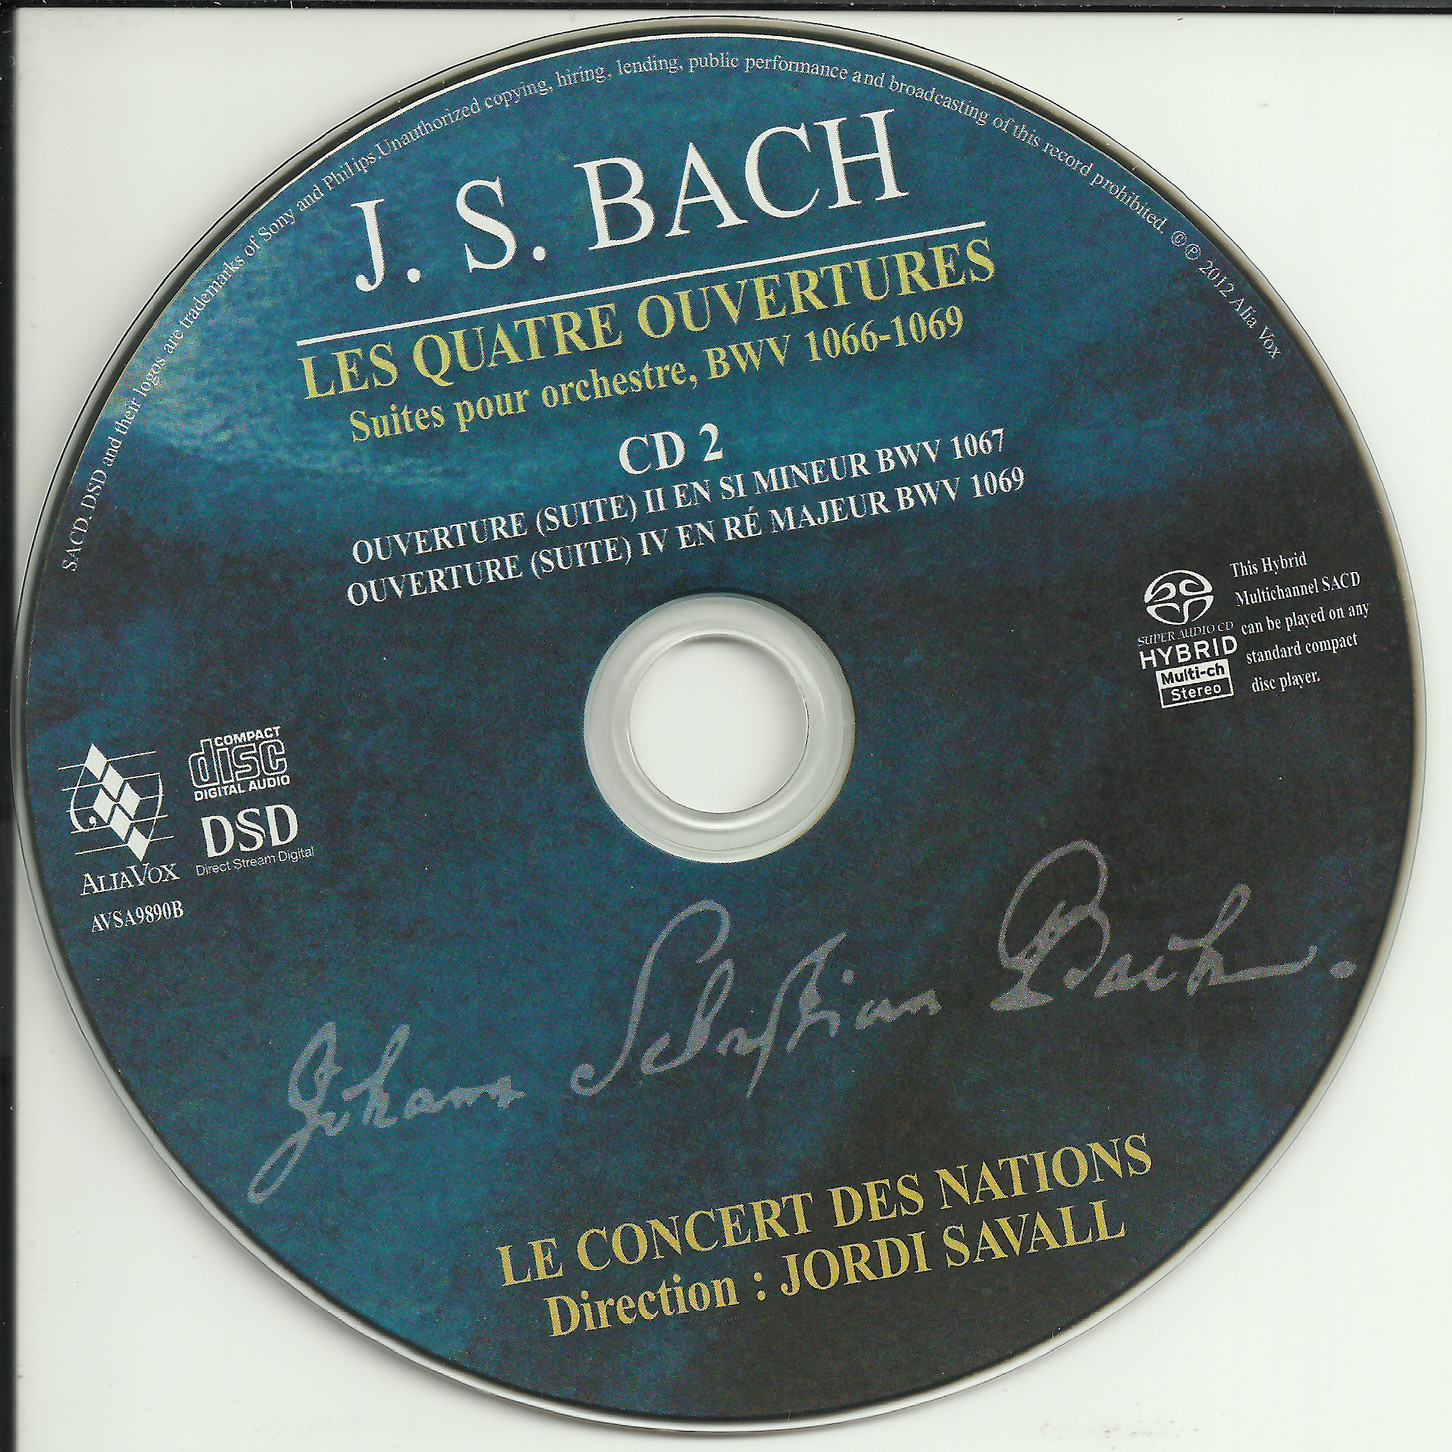 SACD, DSD and their logos are trademarks of Sony and Philips.Unauthorized copying, hiring, lending, public performance and broadcasting of this record prohibited. ©℗ 2012 Alia Vox
J. S. BACH
LES QUATRE OUVERTURES
Suites pour orchestre, BWV 1066-1069
CD 2
OUVERTURE (SUITE) II EN SI MINEUR BWV 1067
OUVERTURE (SUITE) IV EN RÉ MAJEUR BWV 1069
SUPER AUDIO CD
HYBRID
Multi-ch
Stereo
This Hybrid
Multichannel SACD
can be played on any
standard compact
disc player.
COMPACT
disc
DIGITAL AUDIO
DSD
Direct Stream Digital
ALIAVOX
AVSA9890B
Johann Sebastian Bach.
LE CONCERT DES NATIONS
Direction : JORDI SAVALL